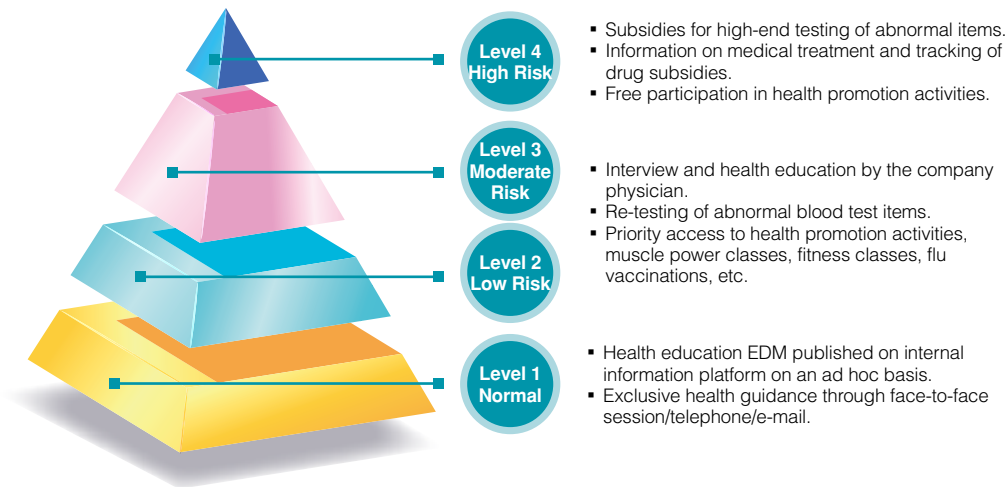 Level 4
High Risk
▪ Subsidies for high-end testing of abnormal items.
▪ Information on medical treatment and tracking of
drug subsidies.
▪ Free participation in health promotion activities.
Level 3
Moderate
Risk
▪ Interview and health education by the company
physician.
▪ Re-testing of abnormal blood test items.
▪ Priority access to health promotion activities,
muscle power classes, fitness classes, flu
vaccinations, etc.
Level 2
Low Risk
Level 1
Normal
▪ Health education EDM published on internal
information platform on an ad hoc basis.
▪ Exclusive health guidance through face-to-face
session/telephone/e-mail.